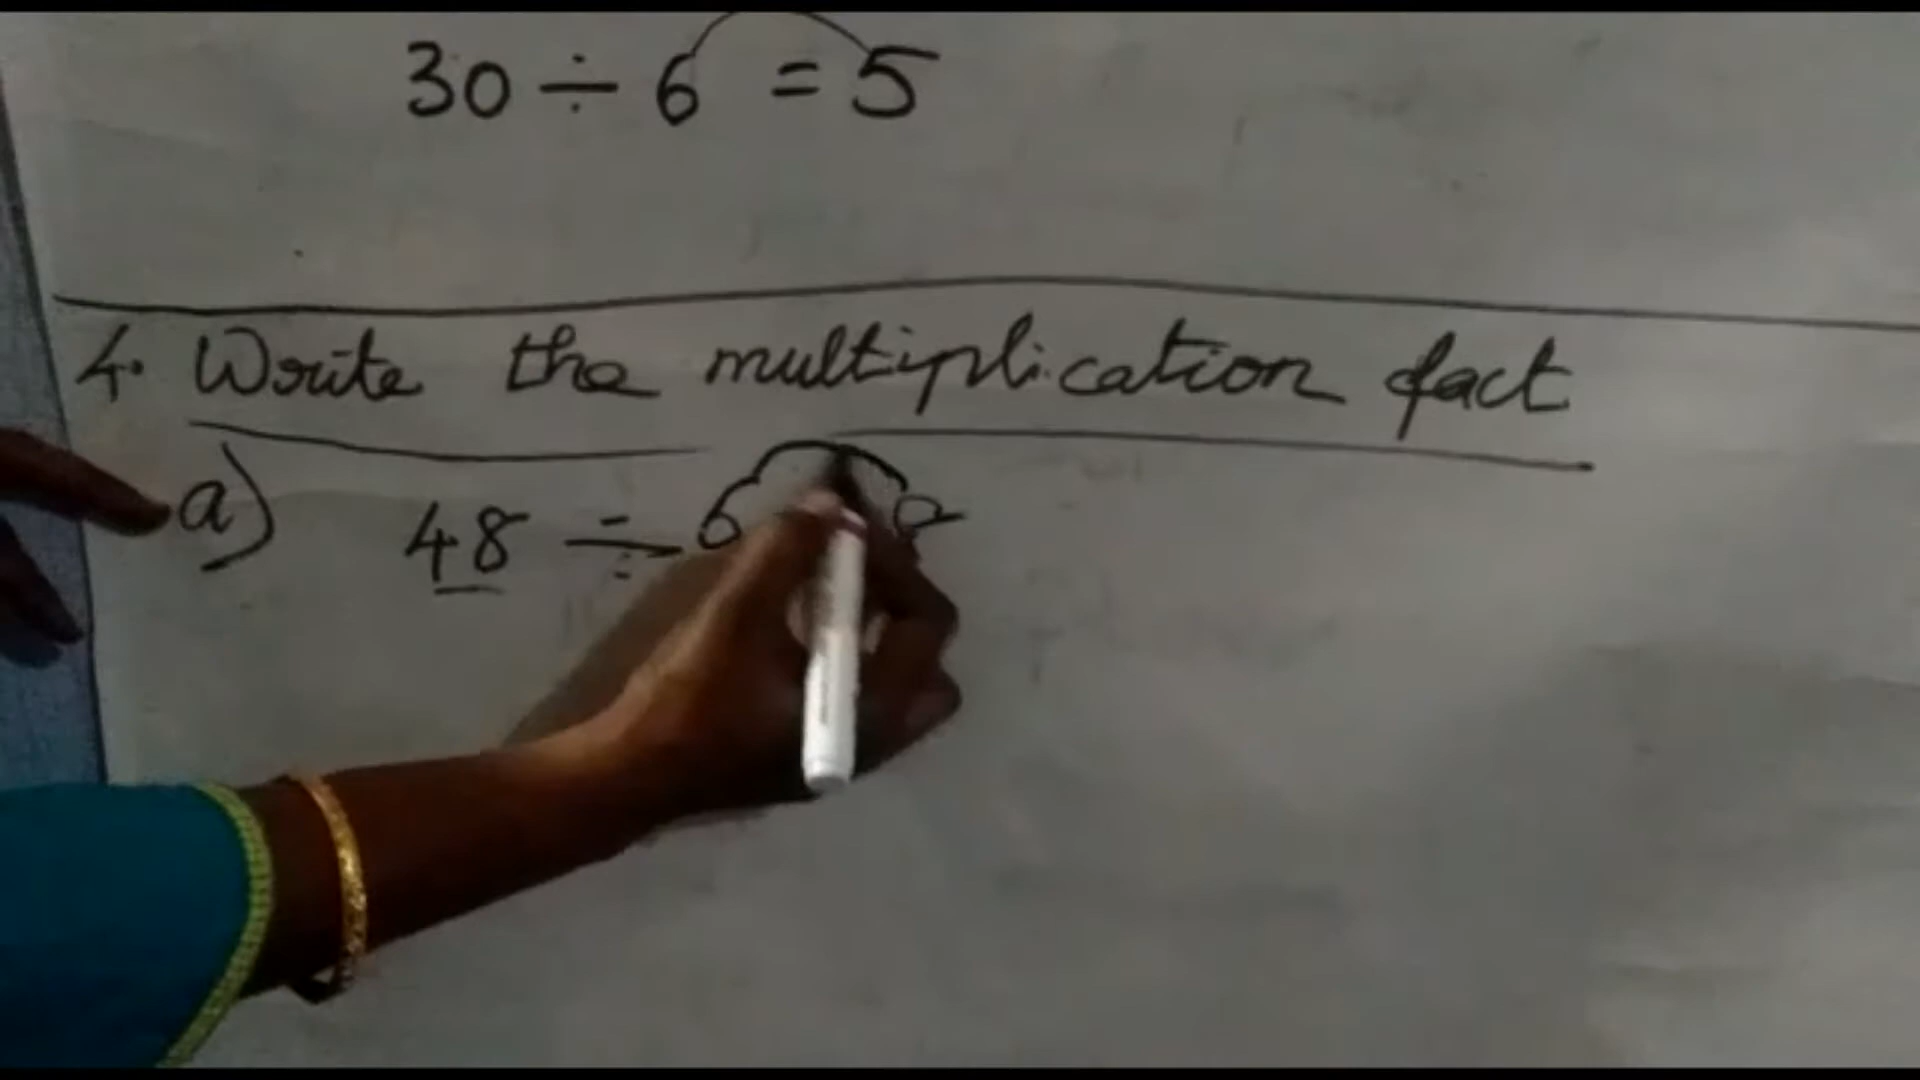 30 ÷ 6 = 5
4. Write the multiplication fact
a) 48 ÷ 6